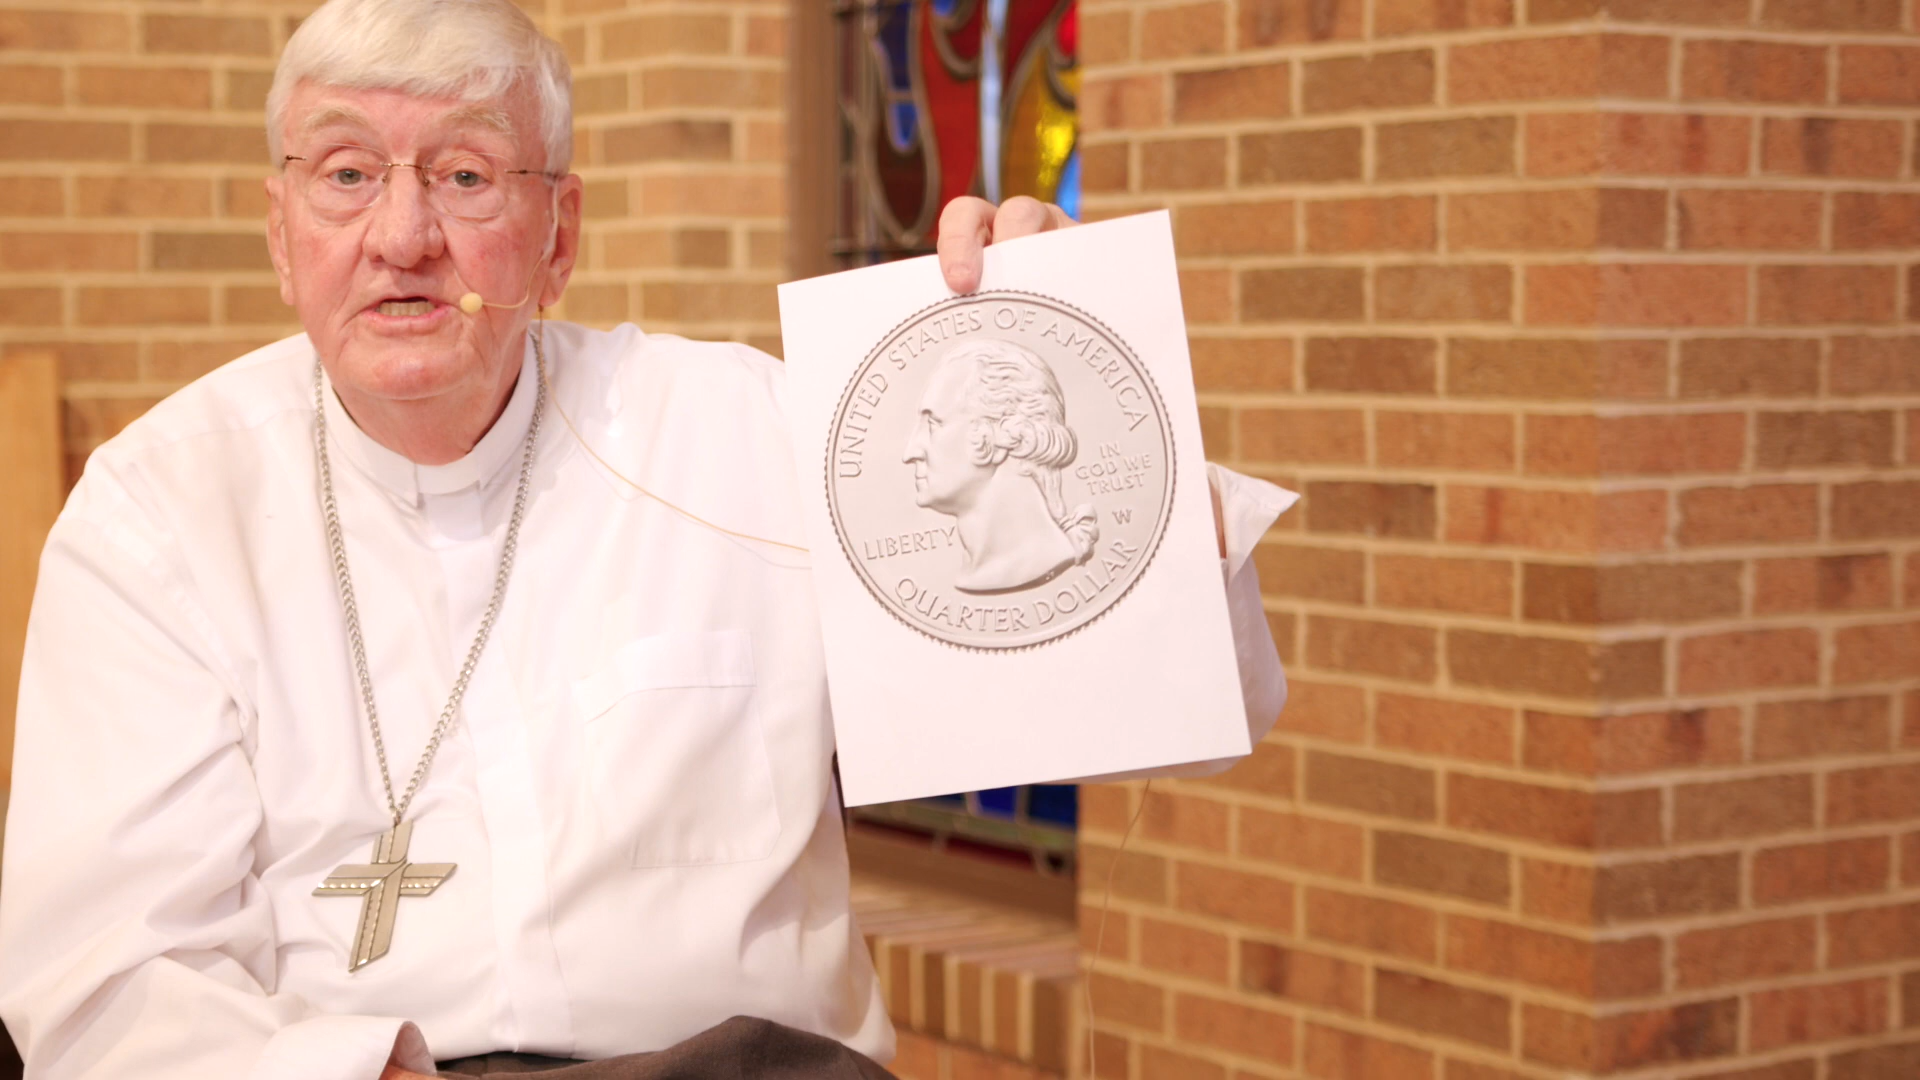 UNITED STATES OF AMERICA
IN
GOD WE
TRUST
W
LIBERTY
QUARTER DOLLAR